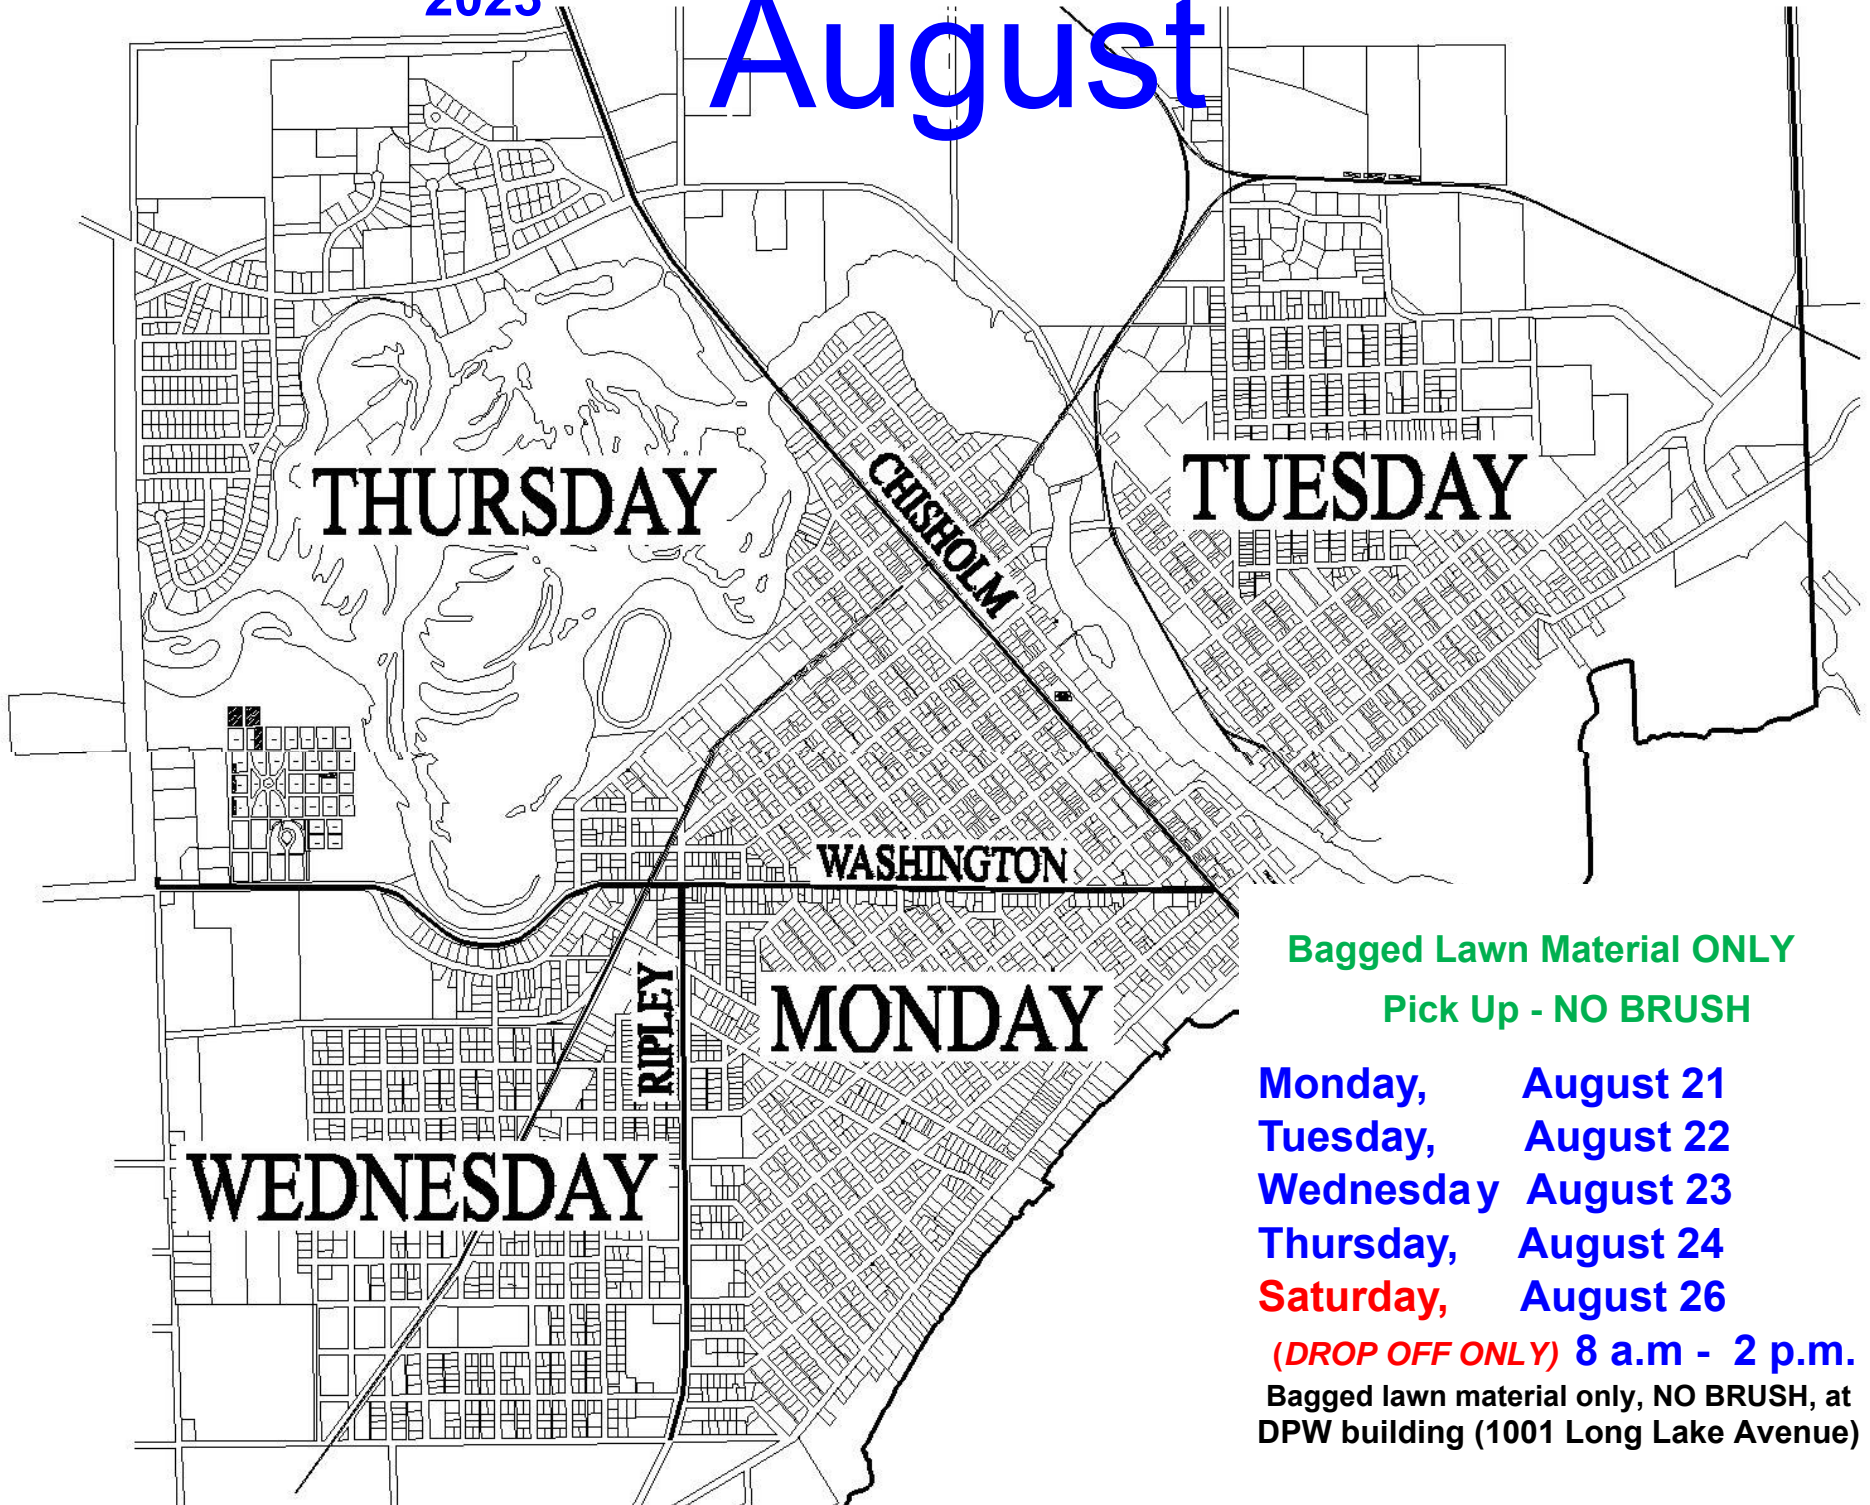 2023
August
THURSDAY
CHISHOLM
TUESDAY
WASHINGTON
RIPLEY
MONDAY
WEDNESDAY
Bagged Lawn Material ONLY
Pick Up - NO BRUSH
Monday, August 21
Tuesday, August 22
Wednesday August 23
Thursday, August 24
Saturday, August 26
(DROP OFF ONLY) 8 a.m - 2 p.m.
Bagged lawn material only, NO BRUSH, at
DPW building (1001 Long Lake Avenue)